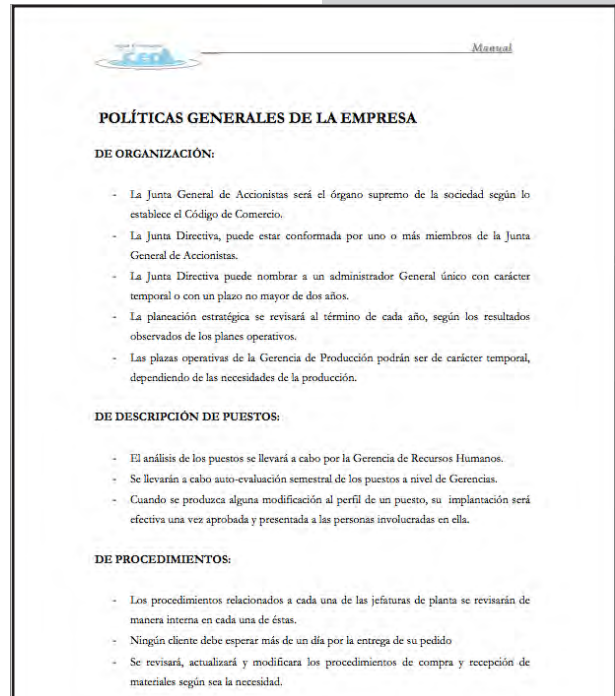 Manual
POLÍTICAS GENERALES DE LA EMPRESA
DE ORGANIZACIÓN:
- La Junta General de Accionistas será el órgano supremo de la sociedad según lo
establece el Código de Comercio.
- La Junta Directiva, puede estar conformada por uno o más miembros de la Junta
General de Accionistas.
- La Junta Directiva puede nombrar a un administrador General único con carácter
temporal o con un plazo no mayor de dos años.
- La planeación estratégica se revisará al término de cada año, según los resultados
observados de los planes operativos.
- Las plazas operativas de la Gerencia de Producción podrán ser de carácter temporal,
dependiendo de las necesidades de la producción.
DE DESCRIPCIÓN DE PUESTOS:
- El análisis de los puestos se llevará a cabo por la Gerencia de Recursos Humanos.
- Se llevarán a cabo auto-evaluación semestral de los puestos a nivel de Gerencias.
- Cuando se produzca alguna modificación al perfil de un puesto, su implantación será
efectiva una vez aprobada y presentada a las personas involucradas en ella.
DE PROCEDIMIENTOS:
- Los procedimientos relacionados a cada una de las jefaturas de planta se revisarán de
manera interna en cada una de éstas.
- Ningún cliente debe esperar más de un día por la entrega de su pedido
- Se revisará, actualizará y modificara los procedimientos de compra y recepción de
materiales según sea la necesidad.